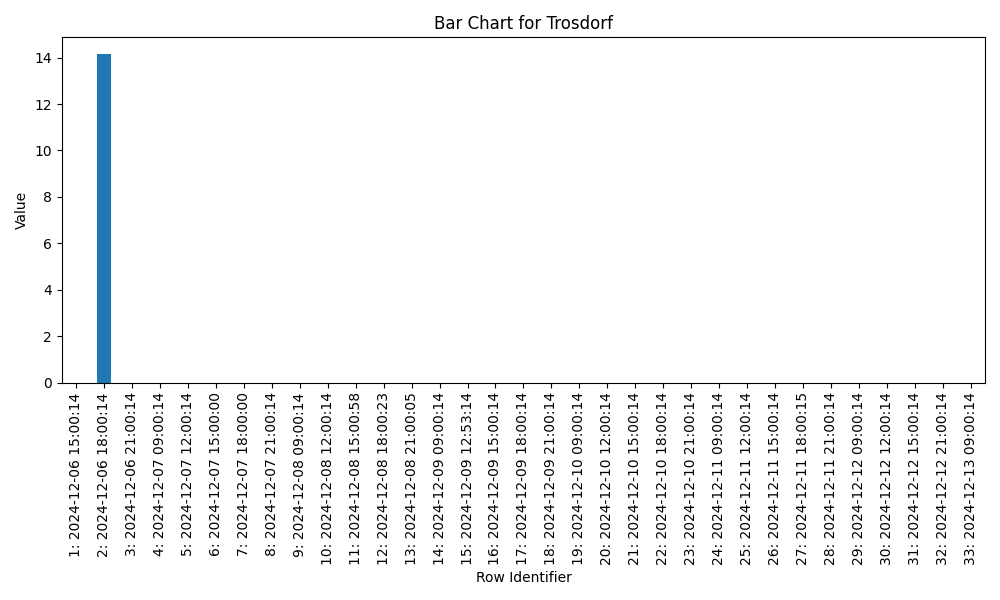 Bar Chart for Trosdorf
Value
14
12
10
8
6
4
2
0
1: 2024-12-06 15:00:14
2: 2024-12-06 18:00:14
3: 2024-12-06 21:00:14
4: 2024-12-07 09:00:14
5: 2024-12-07 12:00:14
6: 2024-12-07 15:00:00
7: 2024-12-07 18:00:00
8: 2024-12-07 21:00:14
9: 2024-12-08 09:00:14
10: 2024-12-08 12:00:14
11: 2024-12-08 15:00:58
12: 2024-12-08 18:00:23
13: 2024-12-08 21:00:05
14: 2024-12-09 09:00:14
15: 2024-12-09 12:53:14
16: 2024-12-09 15:00:14
17: 2024-12-09 18:00:14
18: 2024-12-09 21:00:14
19: 2024-12-10 09:00:14
20: 2024-12-10 12:00:14
21: 2024-12-10 15:00:14
22: 2024-12-10 18:00:14
23: 2024-12-10 21:00:14
24: 2024-12-11 09:00:14
25: 2024-12-11 12:00:14
26: 2024-12-11 15:00:14
27: 2024-12-11 18:00:15
28: 2024-12-11 21:00:14
29: 2024-12-12 09:00:14
30: 2024-12-12 12:00:14
31: 2024-12-12 15:00:14
32: 2024-12-12 21:00:14
33: 2024-12-13 09:00:14
Row Identifier